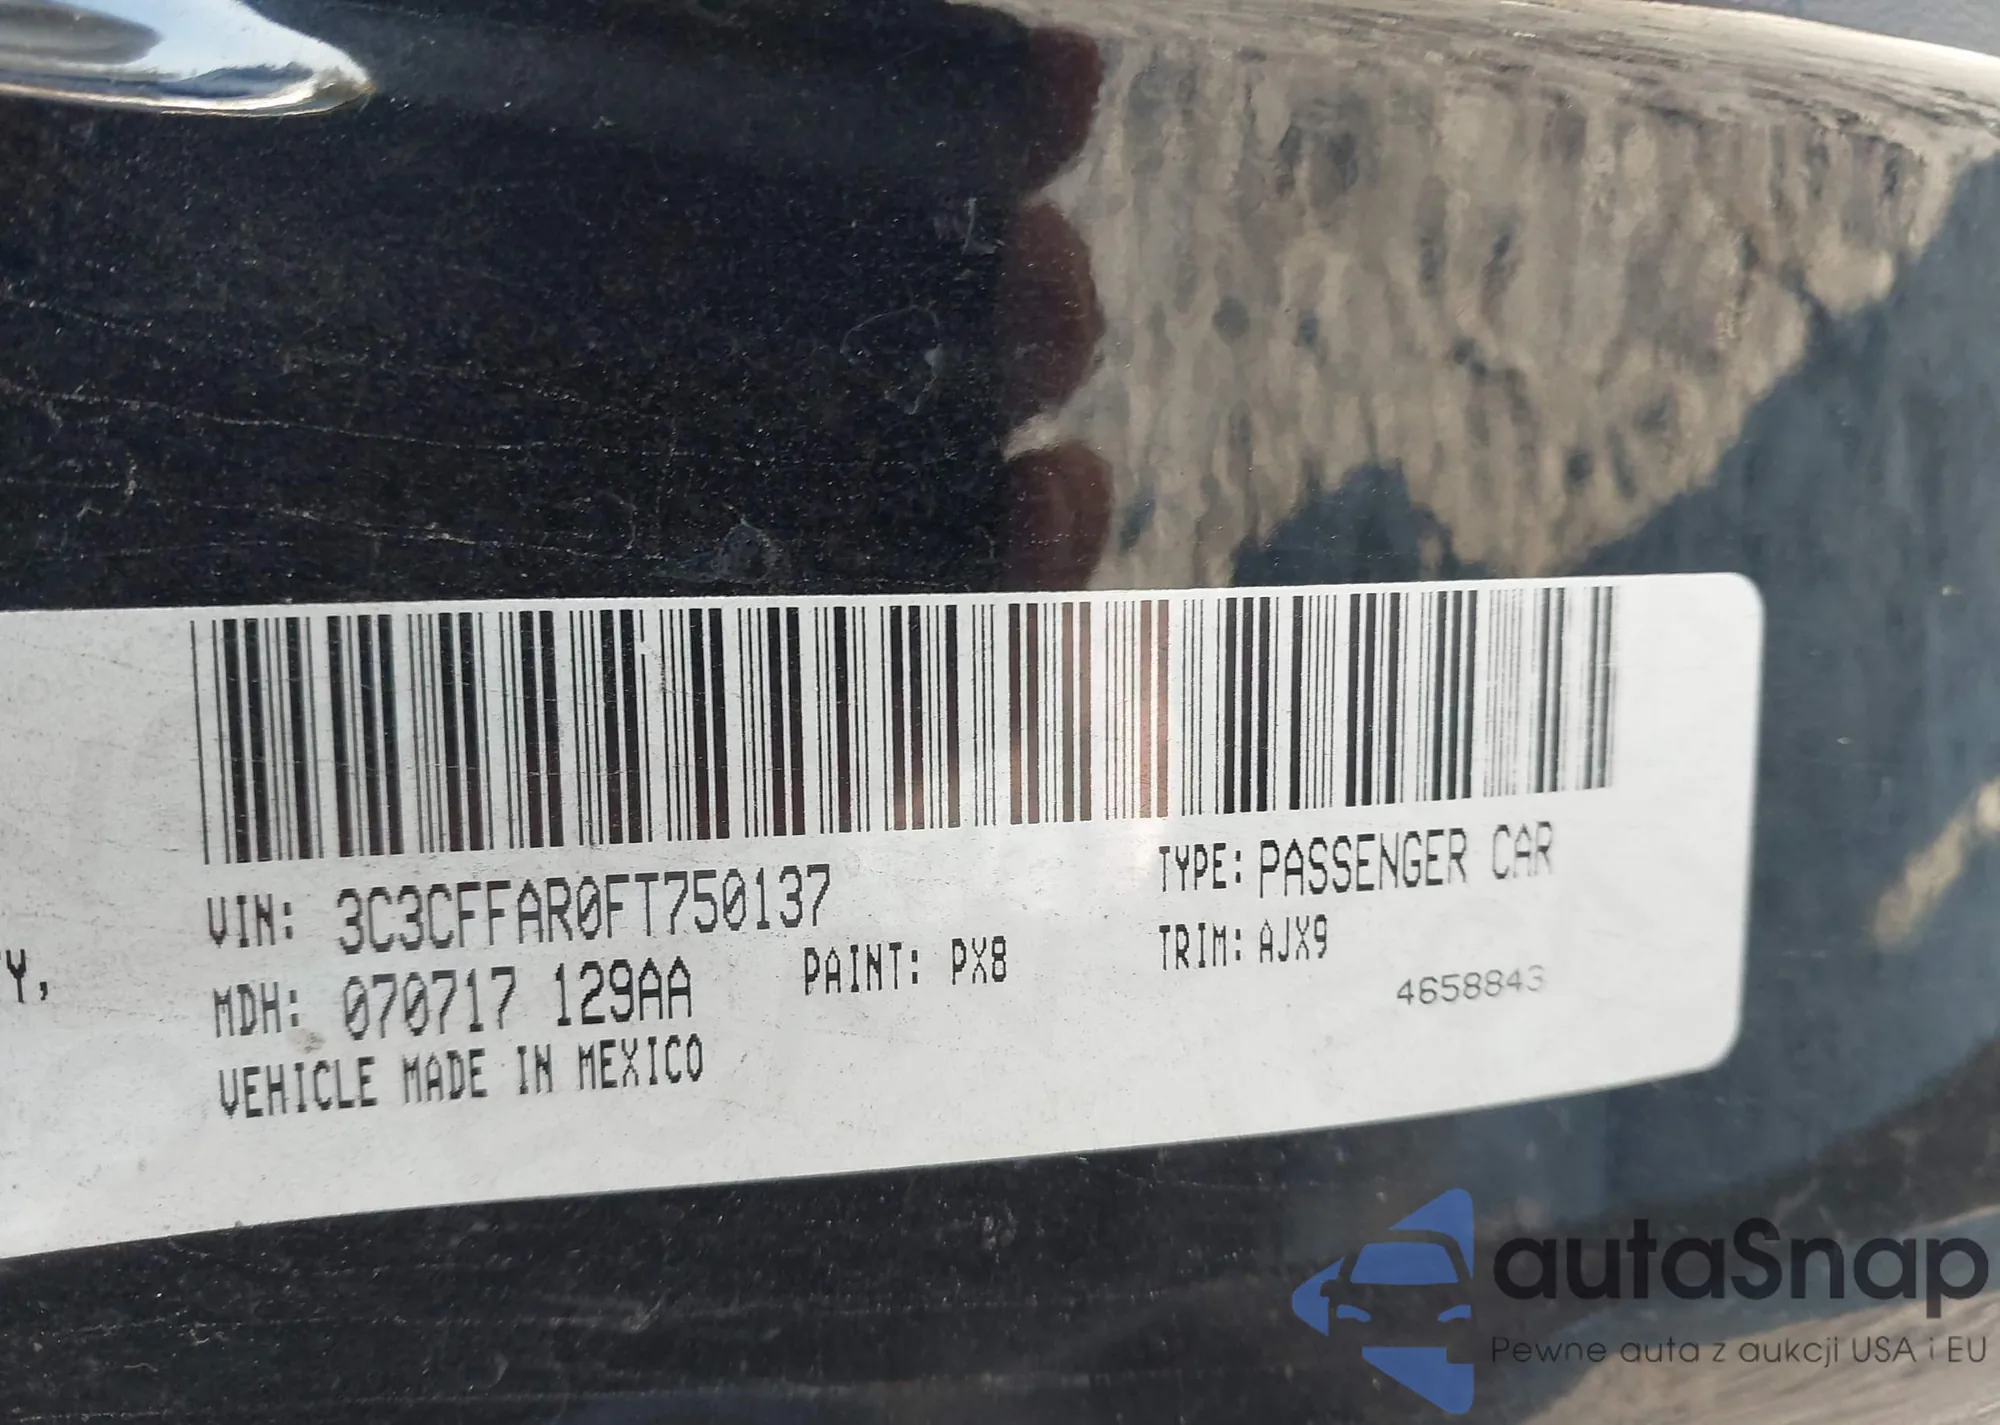 VIN: 3C3CFFAR0FT750137
TYPE: PASSENGER CAR
Y,
MDH: 070717 129AA
PAINT: PX8
TRIM: AJX9
4658843
VEHICLE MADE IN MEXICO
autaSnap
Pewne auta z aukcji USA i EU